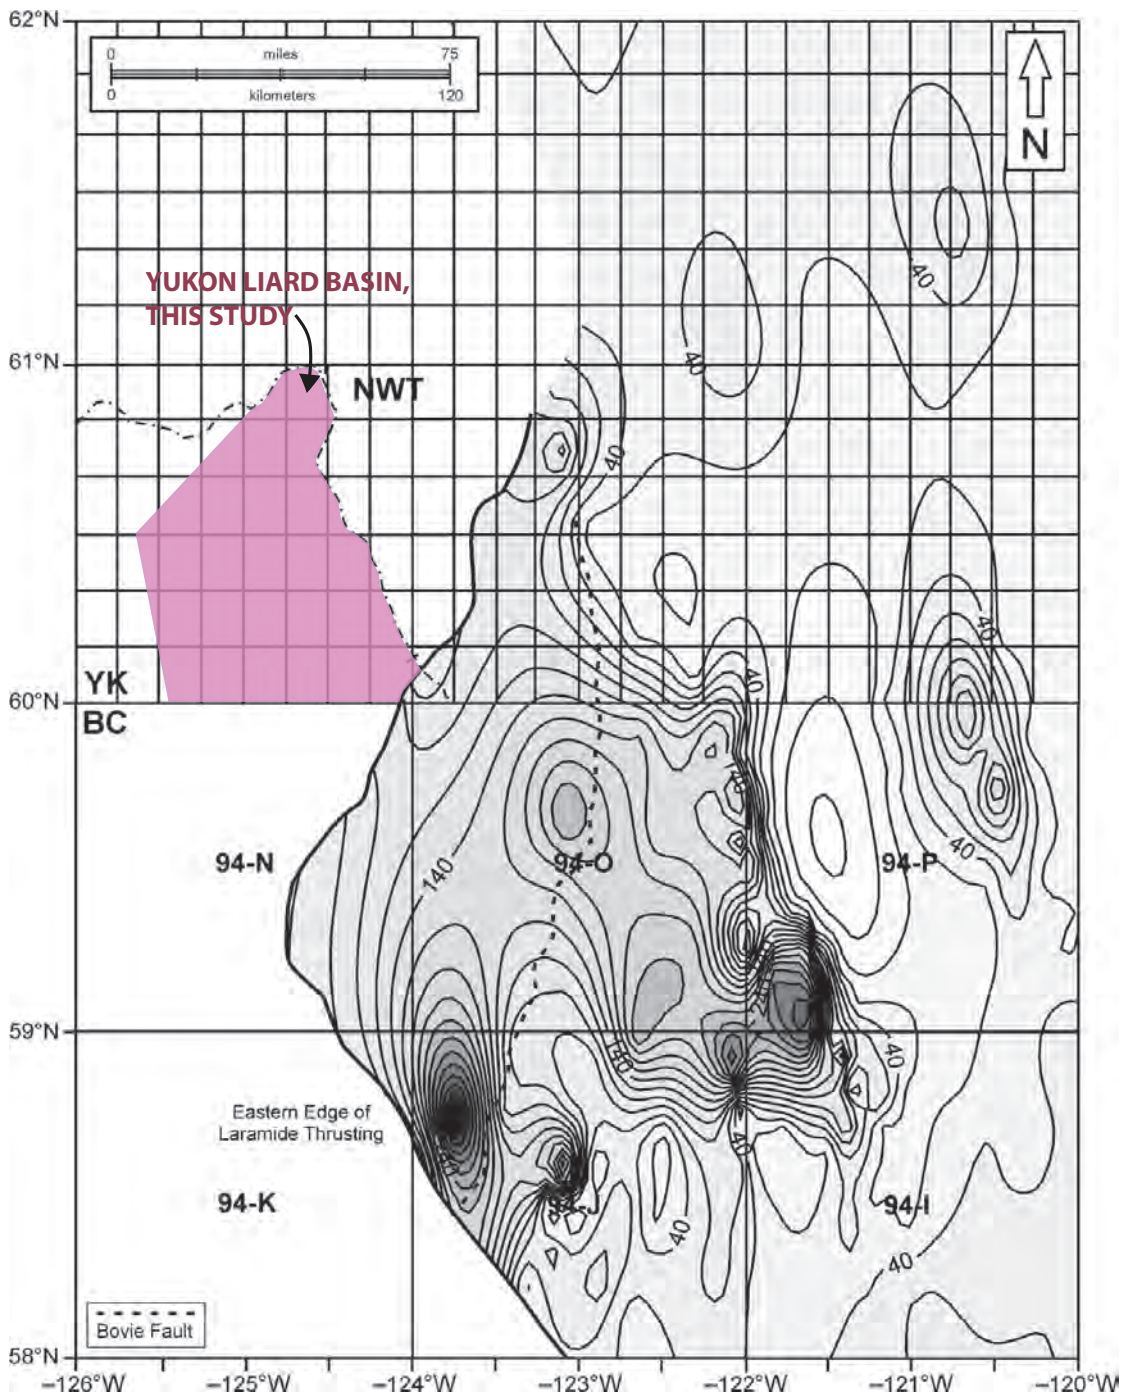 62°N
0 miles 75
0 kilometers 120
N
40
YUKON LIARD BASIN,
THIS STUDY
40
61°N
NWT
40
40
40
YK
60°N
BC
94-N
140
94-O
40
94-P
59°N
140
40
Eastern Edge of
Laramide Thrusting
40
94-K
94-J
94-I
40
40
Bovie Fault
58°N
−126°W
−125°W
−124°W
−123°W
−122°W
−121°W
−120°W